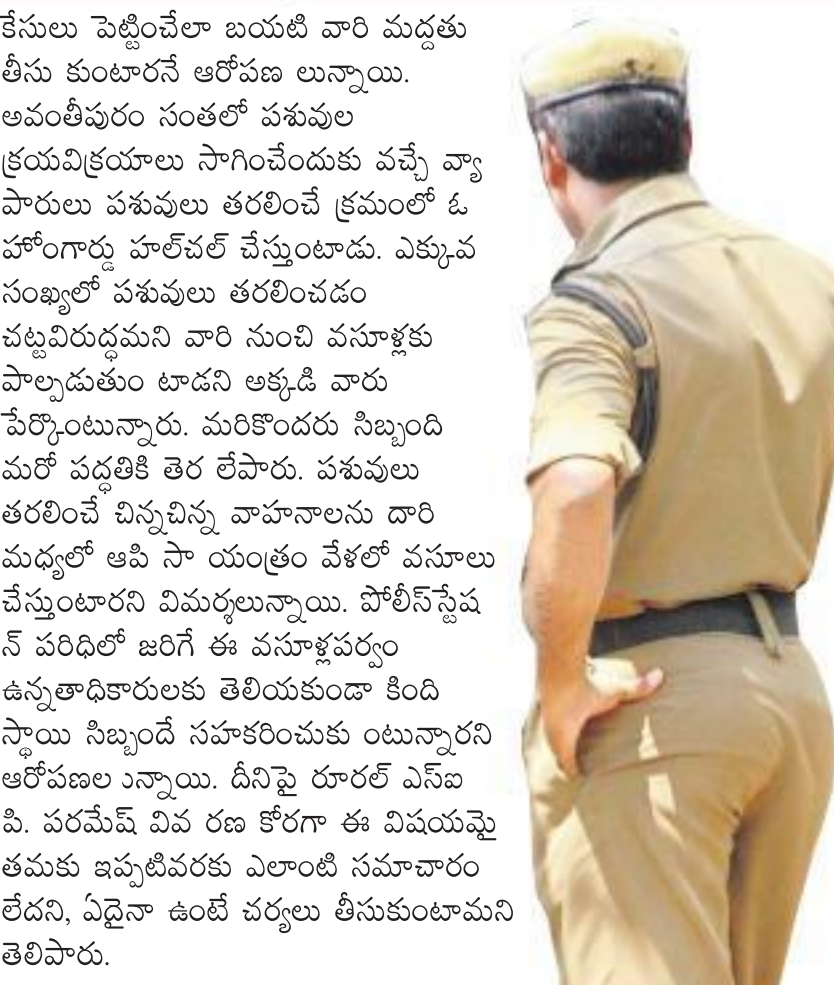 కేసులు పెట్టించేలా బయటి వారి మద్దతు
తీసు కుంటారనే ఆరోపణ లున్నాయి.
అవంతీపురం సంతలో పశువుల
క్రయవిక్రయాలు సాగించేందుకు వచ్చే వ్యా
పారులు పశువులు తరలించే క్రమంలో ఓ
హోంగార్డు హల్‌చల్ చేస్తుంటాడు. ఎక్కువ
సంఖ్యలో పశువులు తరలించడం
చట్టవిరుద్ధమని వారి నుంచి వసూళ్లకు
పాల్పడుతుం టాడని అక్కడి వారు
పేర్కొంటున్నారు. మరికొందరు సిబ్బంది
మరో పద్ధతికి తెర లేపారు. పశువులు
తరలించే చిన్నచిన్న వాహనాలను దారి
మధ్యలో ఆపి సా యంత్రం వేళలో వసూలు
చేస్తుంటారని విమర్శలున్నాయి. పోలీస్‌స్టేష
న్ పరిధిలో జరిగే ఈ వసూళ్లపర్వం
ఉన్నతాధికారులకు తెలియకుండా కింది
స్థాయి సిబ్బందే సహకరించుకు ంటున్నారని
ఆరోపణల ున్నాయి. దీనిపై రూరల్ ఎస్ఐ
పి. పరమేష్ వివ రణ కోరగా ఈ విషయమై
తమకు ఇప్పటివరకు ఎలాంటి సమాచారం
లేదని, ఏదైనా ఉంటే చర్యలు తీసుకుంటామని
తెలిపారు.